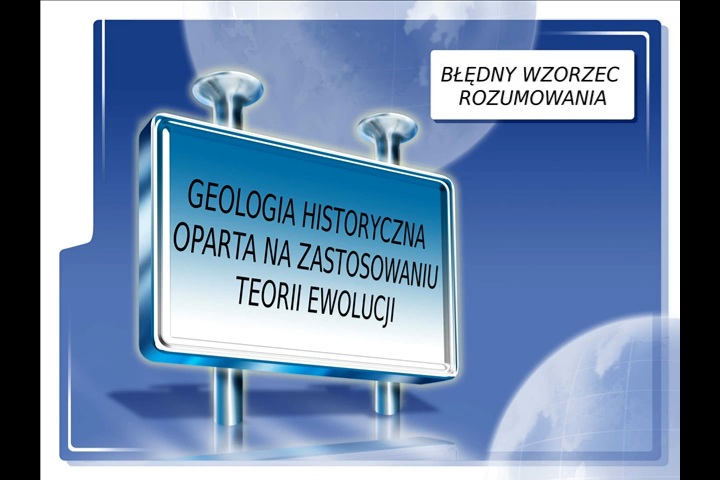 BŁĘDNY WZORZEC
ROZUMOWANIA
GEOLOGIA HISTORYCZNA
OPARTA NA ZASTOSOWANIU
TEORII EWOLUCJI